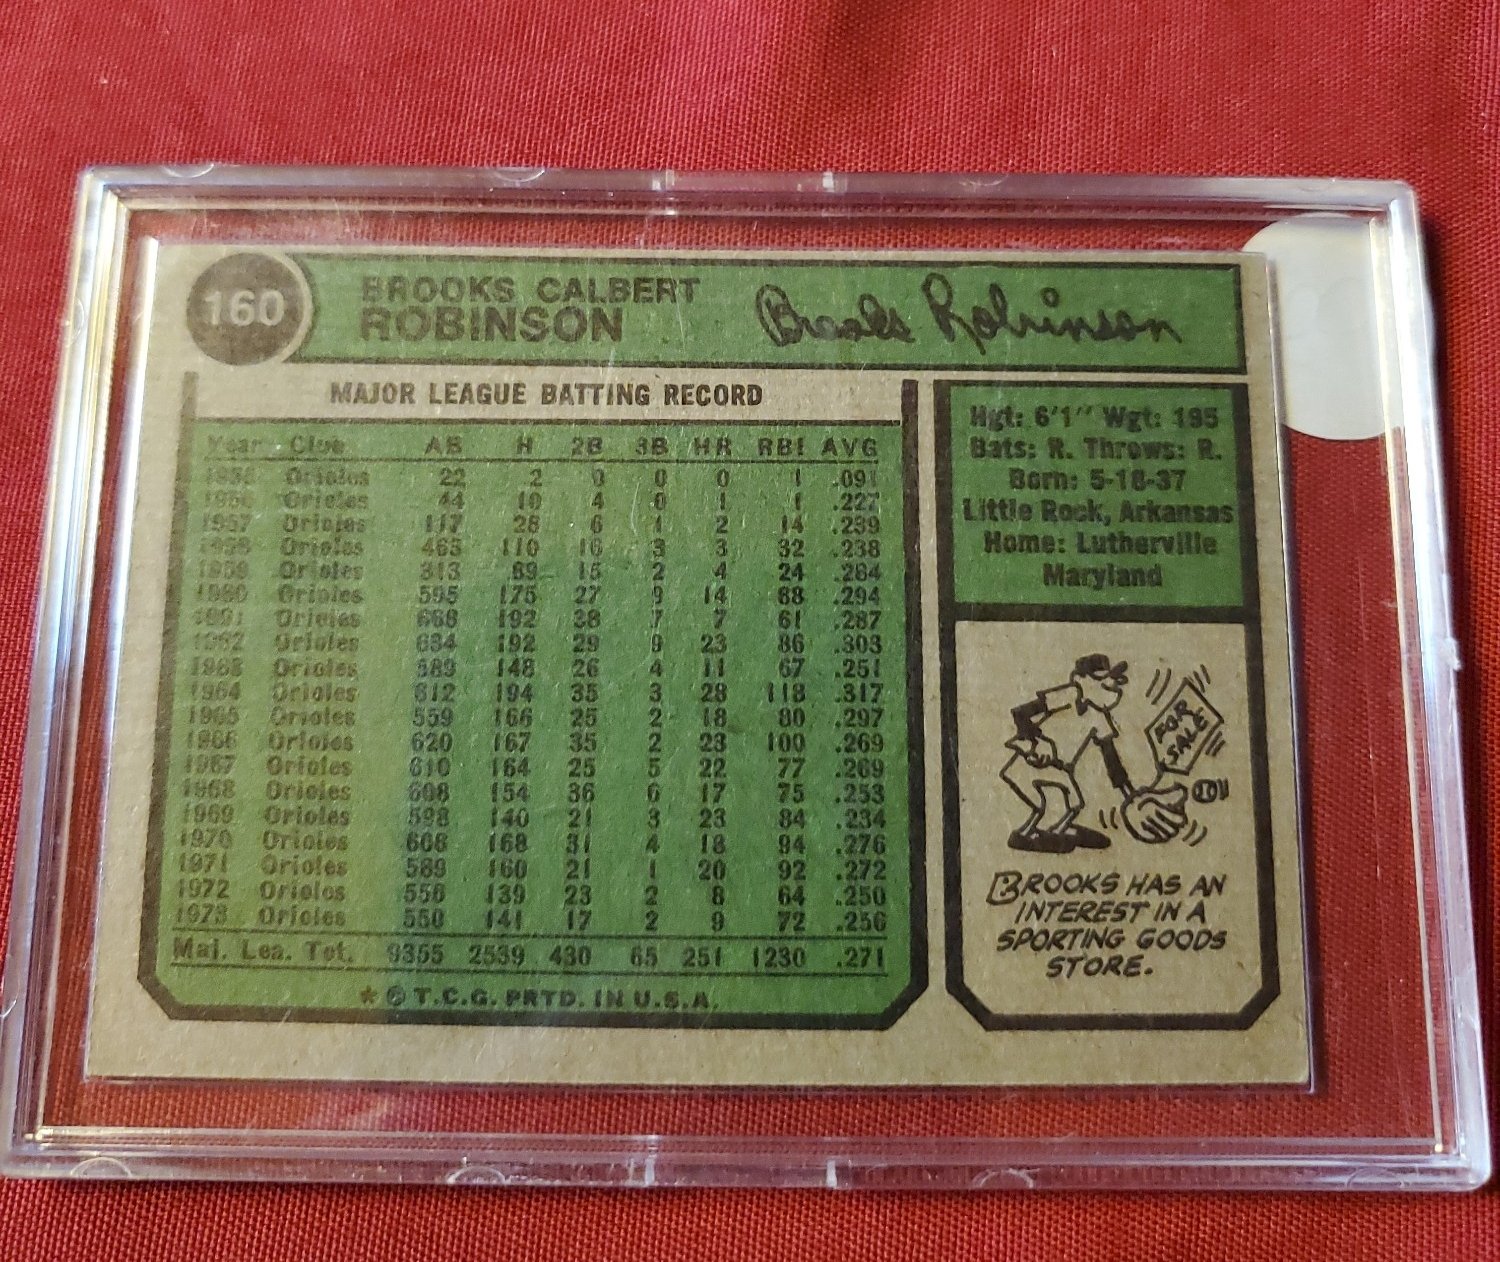 160
BROOKS CALBERT
ROBINSON
Brooks Robinson
MAJOR LEAGUE BATTING RECORD
Year Club AB H 2B 3B HR RBI AVG
1955 Orioles 22 2 0 0 0 1 .091
1956 Orioles 44 10 4 0 1 1 .227
1957 Orioles 117 28 6 1 2 14 .239
1958 Orioles 463 110 16 3 3 32 .238
1959 Orioles 313 89 15 2 4 24 .284
1960 Orioles 595 175 27 9 14 88 .294
1961 Orioles 668 192 38 7 7 61 .287
1962 Orioles 634 192 29 9 23 86 .303
1963 Orioles 589 148 26 4 11 67 .251
1964 Orioles 612 194 35 3 28 118 .317
1965 Orioles 559 166 25 2 18 80 .297
1966 Orioles 620 167 35 2 23 100 .269
1967 Orioles 610 164 25 5 22 77 .269
1968 Orioles 608 154 36 6 17 75 .253
1969 Orioles 598 140 21 3 23 84 .234
1970 Orioles 608 168 31 4 18 94 .276
1971 Orioles 589 160 21 1 20 92 .272
1972 Orioles 556 139 23 2 8 64 .250
1973 Orioles 550 141 17 2 9 72 .256
Maj. Lea. Tot. 9355 2539 430 65 251 1230 .271
* © T.C.G. PRTD. IN U.S.A.
Hgt: 6'1" Wgt: 195
Bats: R. Throws: R.
Born: 5-18-37
Little Rock, Arkansas
Home: Lutherville
Maryland
FOR
SALE
BROOKS HAS AN
INTEREST IN A
SPORTING GOODS
STORE.